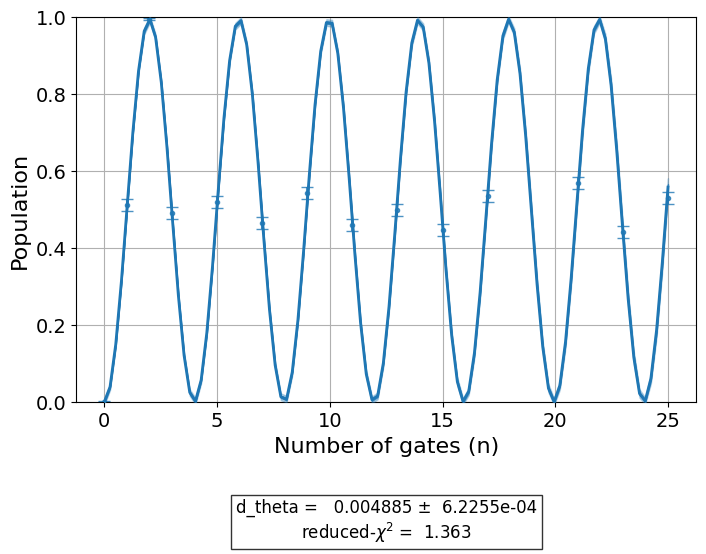 1.0
0.8
0.6
0.4
0.2
0.0
Population
0 5 10 15 20 25
Number of gates (n)
d_theta = 0.004885 ± 6.2255e-04
reduced-χ² = 1.363